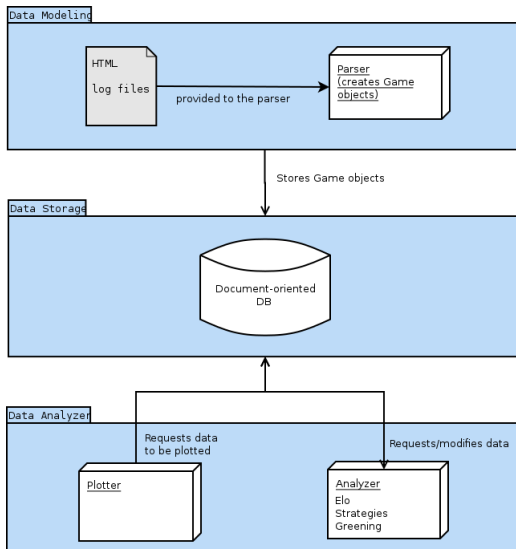 Data Modeling
HTML
log files
provided to the parser
Parser
(creates Game
objects)
Stores Game objects
Data Storage
Document-oriented
DB
Data Analyzer
Requests data
to be plotted
Requests/modifies data
Plotter
Analyzer
Elo
Strategies
Greening